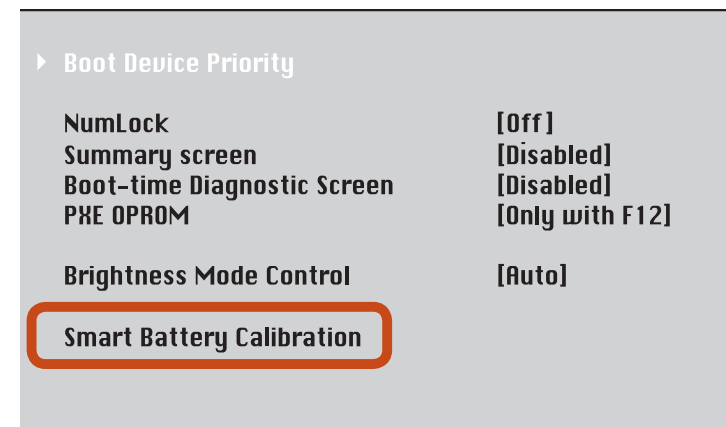 Boot Device Priority
NumLock [Off]
Summary screen [Disabled]
Boot-time Diagnostic Screen [Disabled]
PXE OPROM [Only with F12]
Brightness Mode Control [Auto]
Smart Battery Calibration